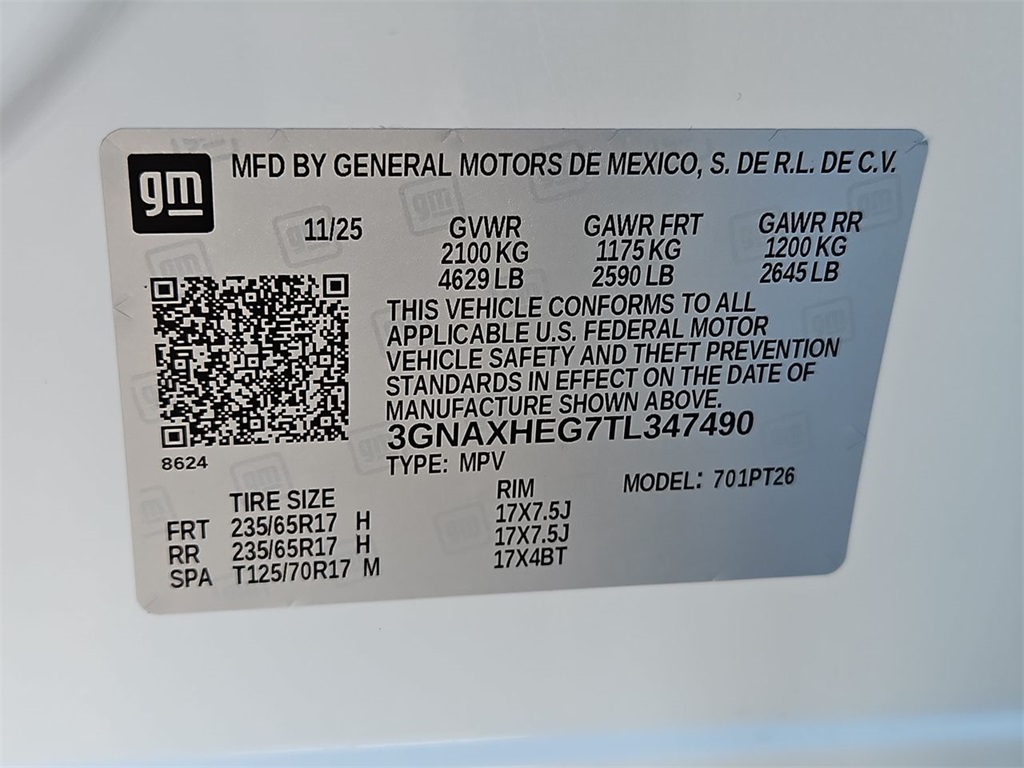 gm
MFD BY GENERAL MOTORS DE MEXICO, S. DE R.L. DE C.V.
11/25 GVWR GAWR FRT GAWR RR
2100 KG 1175 KG 1200 KG
4629 LB 2590 LB 2645 LB
THIS VEHICLE CONFORMS TO ALL
APPLICABLE U.S. FEDERAL MOTOR
VEHICLE SAFETY AND THEFT PREVENTION
STANDARDS IN EFFECT ON THE DATE OF
MANUFACTURE SHOWN ABOVE.
3GNAXHEG7TL347490
8624
TYPE: MPV MODEL: 701PT26
TIRE SIZE RIM
FRT 235/65R17 H 17X7.5J
RR 235/65R17 H 17X7.5J
SPA T125/70R17 M 17X4BT